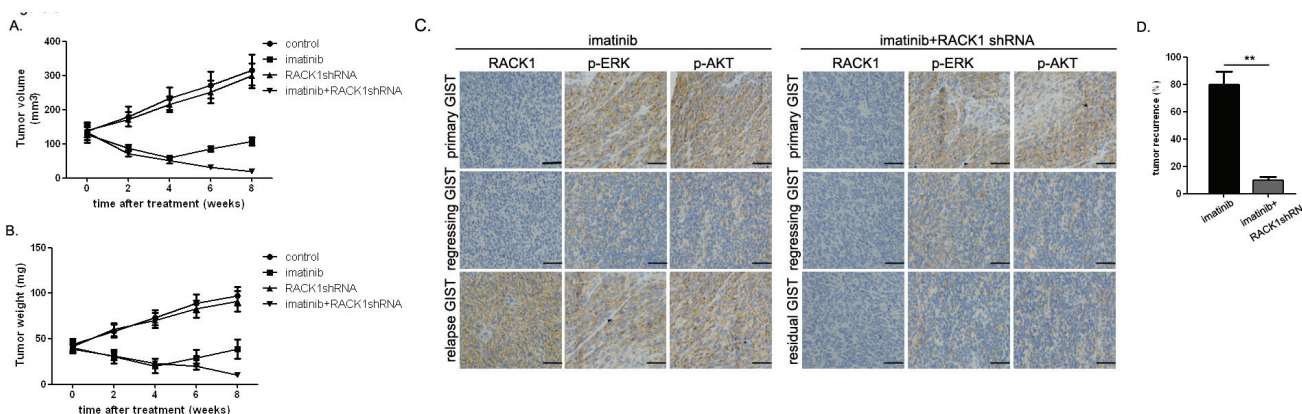 A.
400
300
200
100
0
Tumor volume
(mm3)
0 2 4 6 8
time after treatment (weeks)
control
imatinib
RACK1shRNA
imatinib+RACK1shRNA
B.
150
100
50
0
Tumor weight (mg)
0 2 4 6 8
time after treatment (weeks)
control
imatinib
RACK1shRNA
imatinib+RACK1shRNA
C.
imatinib
RACK1 p-ERK p-AKT
primary GIST
regressing GIST
relapse GIST
imatinib+RACK1 shRNA
RACK1 p-ERK p-AKT
primary GIST
regressing GIST
residual GIST
D.
**
100
80
60
40
20
0
tumor recurrence (%)
imatinib
imatinib+
RACK1shRNA